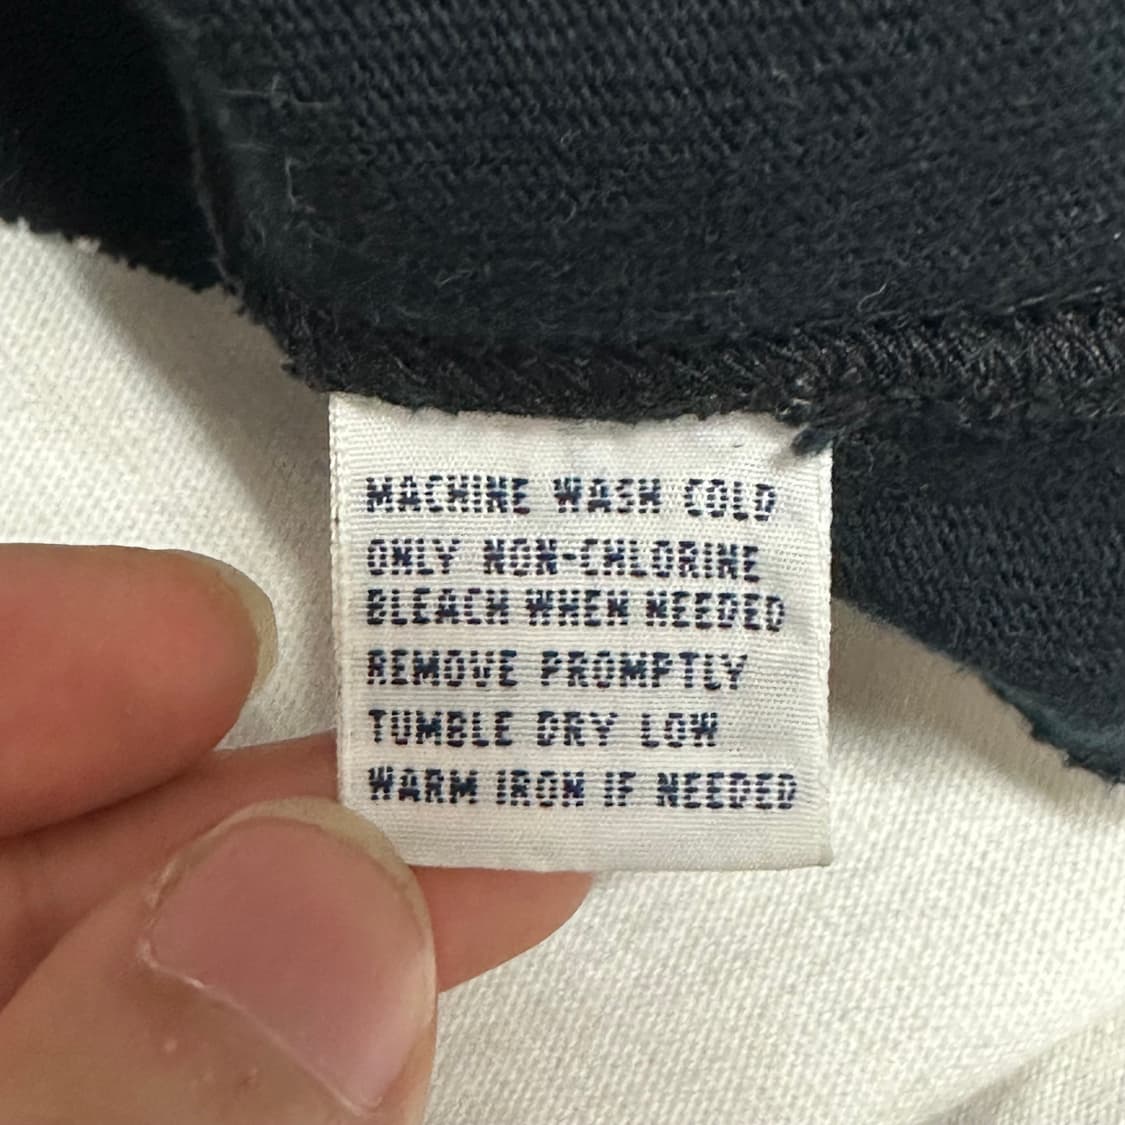 MACHINE WASH COLD
ONLY NON-CHLORINE
BLEACH WHEN NEEDED
REMOVE PROMPTLY
TUMBLE DRY LOW
WARM IRON IF NEEDED